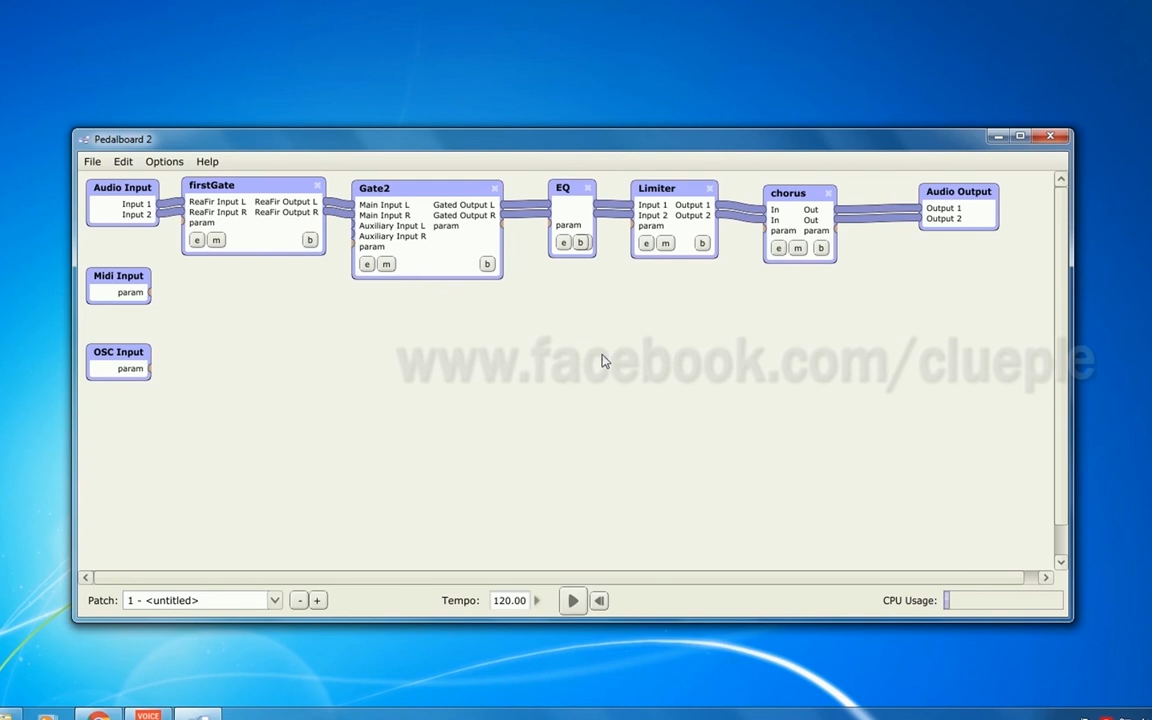 Pedalboard 2
File Edit Options Help
Audio Input
Input 1
Input 2
firstGate
ReaFir Input L ReaFir Output L
ReaFir Input R ReaFir Output R
param
e m b
Gate2
Main Input L Gated Output L
Main Input R Gated Output R
Auxiliary Input L param
Auxiliary Input R
param
e m b
EQ
param
e b
Limiter
Input 1 Output 1
Input 2 Output 2
param
e m b
chorus
In Out
In Out
param param
e m b
Audio Output
Output 1
Output 2
Midi Input
param
OSC Input
param
www.facebook.com/clueple
Patch: 1 - <untitled> - + Tempo: 120.00 CPU Usage:
VOICE